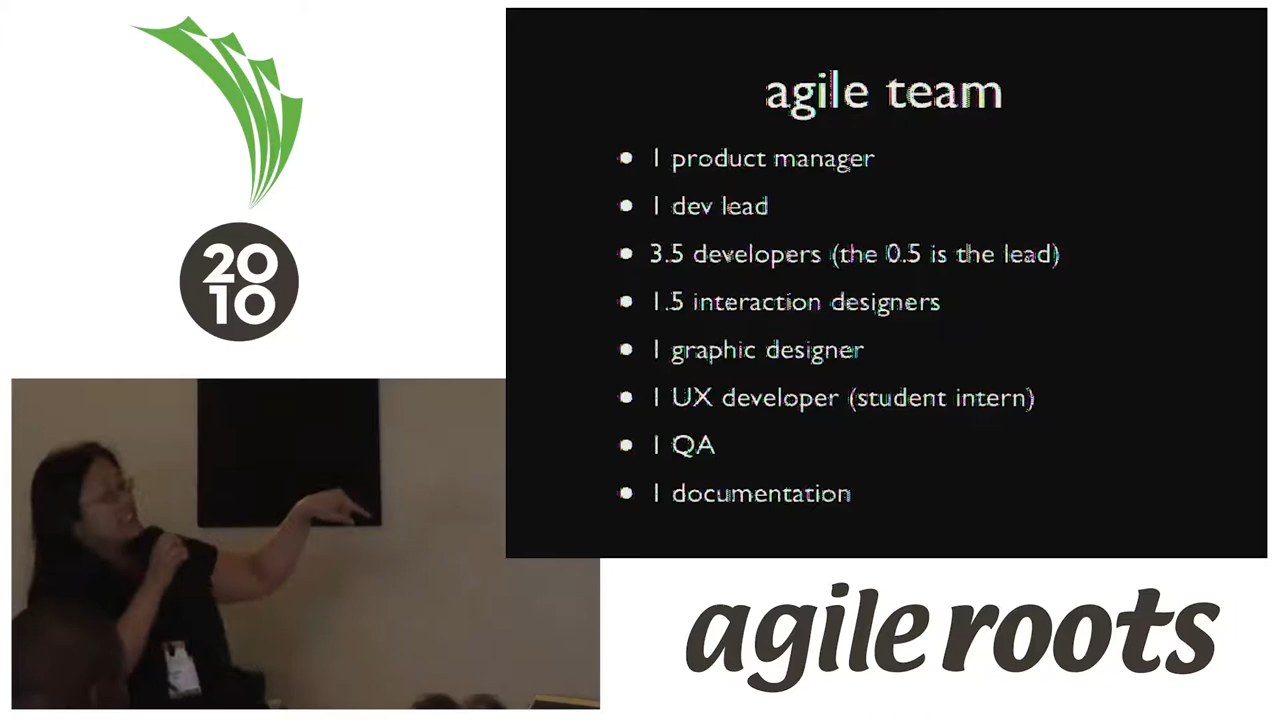 20
10
agile team
1 product manager
1 dev lead
3.5 developers (the 0.5 is the lead)
1.5 interaction designers
1 graphic designer
1 UX developer (student intern)
1 QA
1 documentation
agile roots